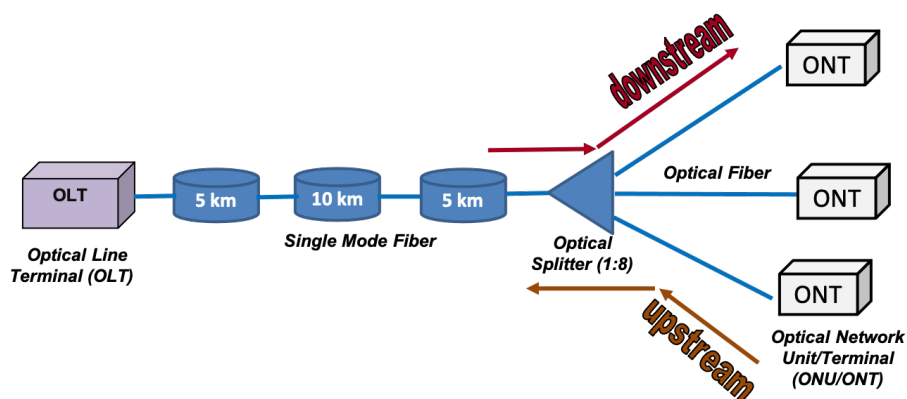 downstream
ONT
OLT
5 km
10 km
5 km
Optical Fiber
ONT
Single Mode Fiber
Optical Line
Terminal (OLT)
Optical
Splitter (1:8)
ONT
upstream
Optical Network
Unit/Terminal
(ONU/ONT)